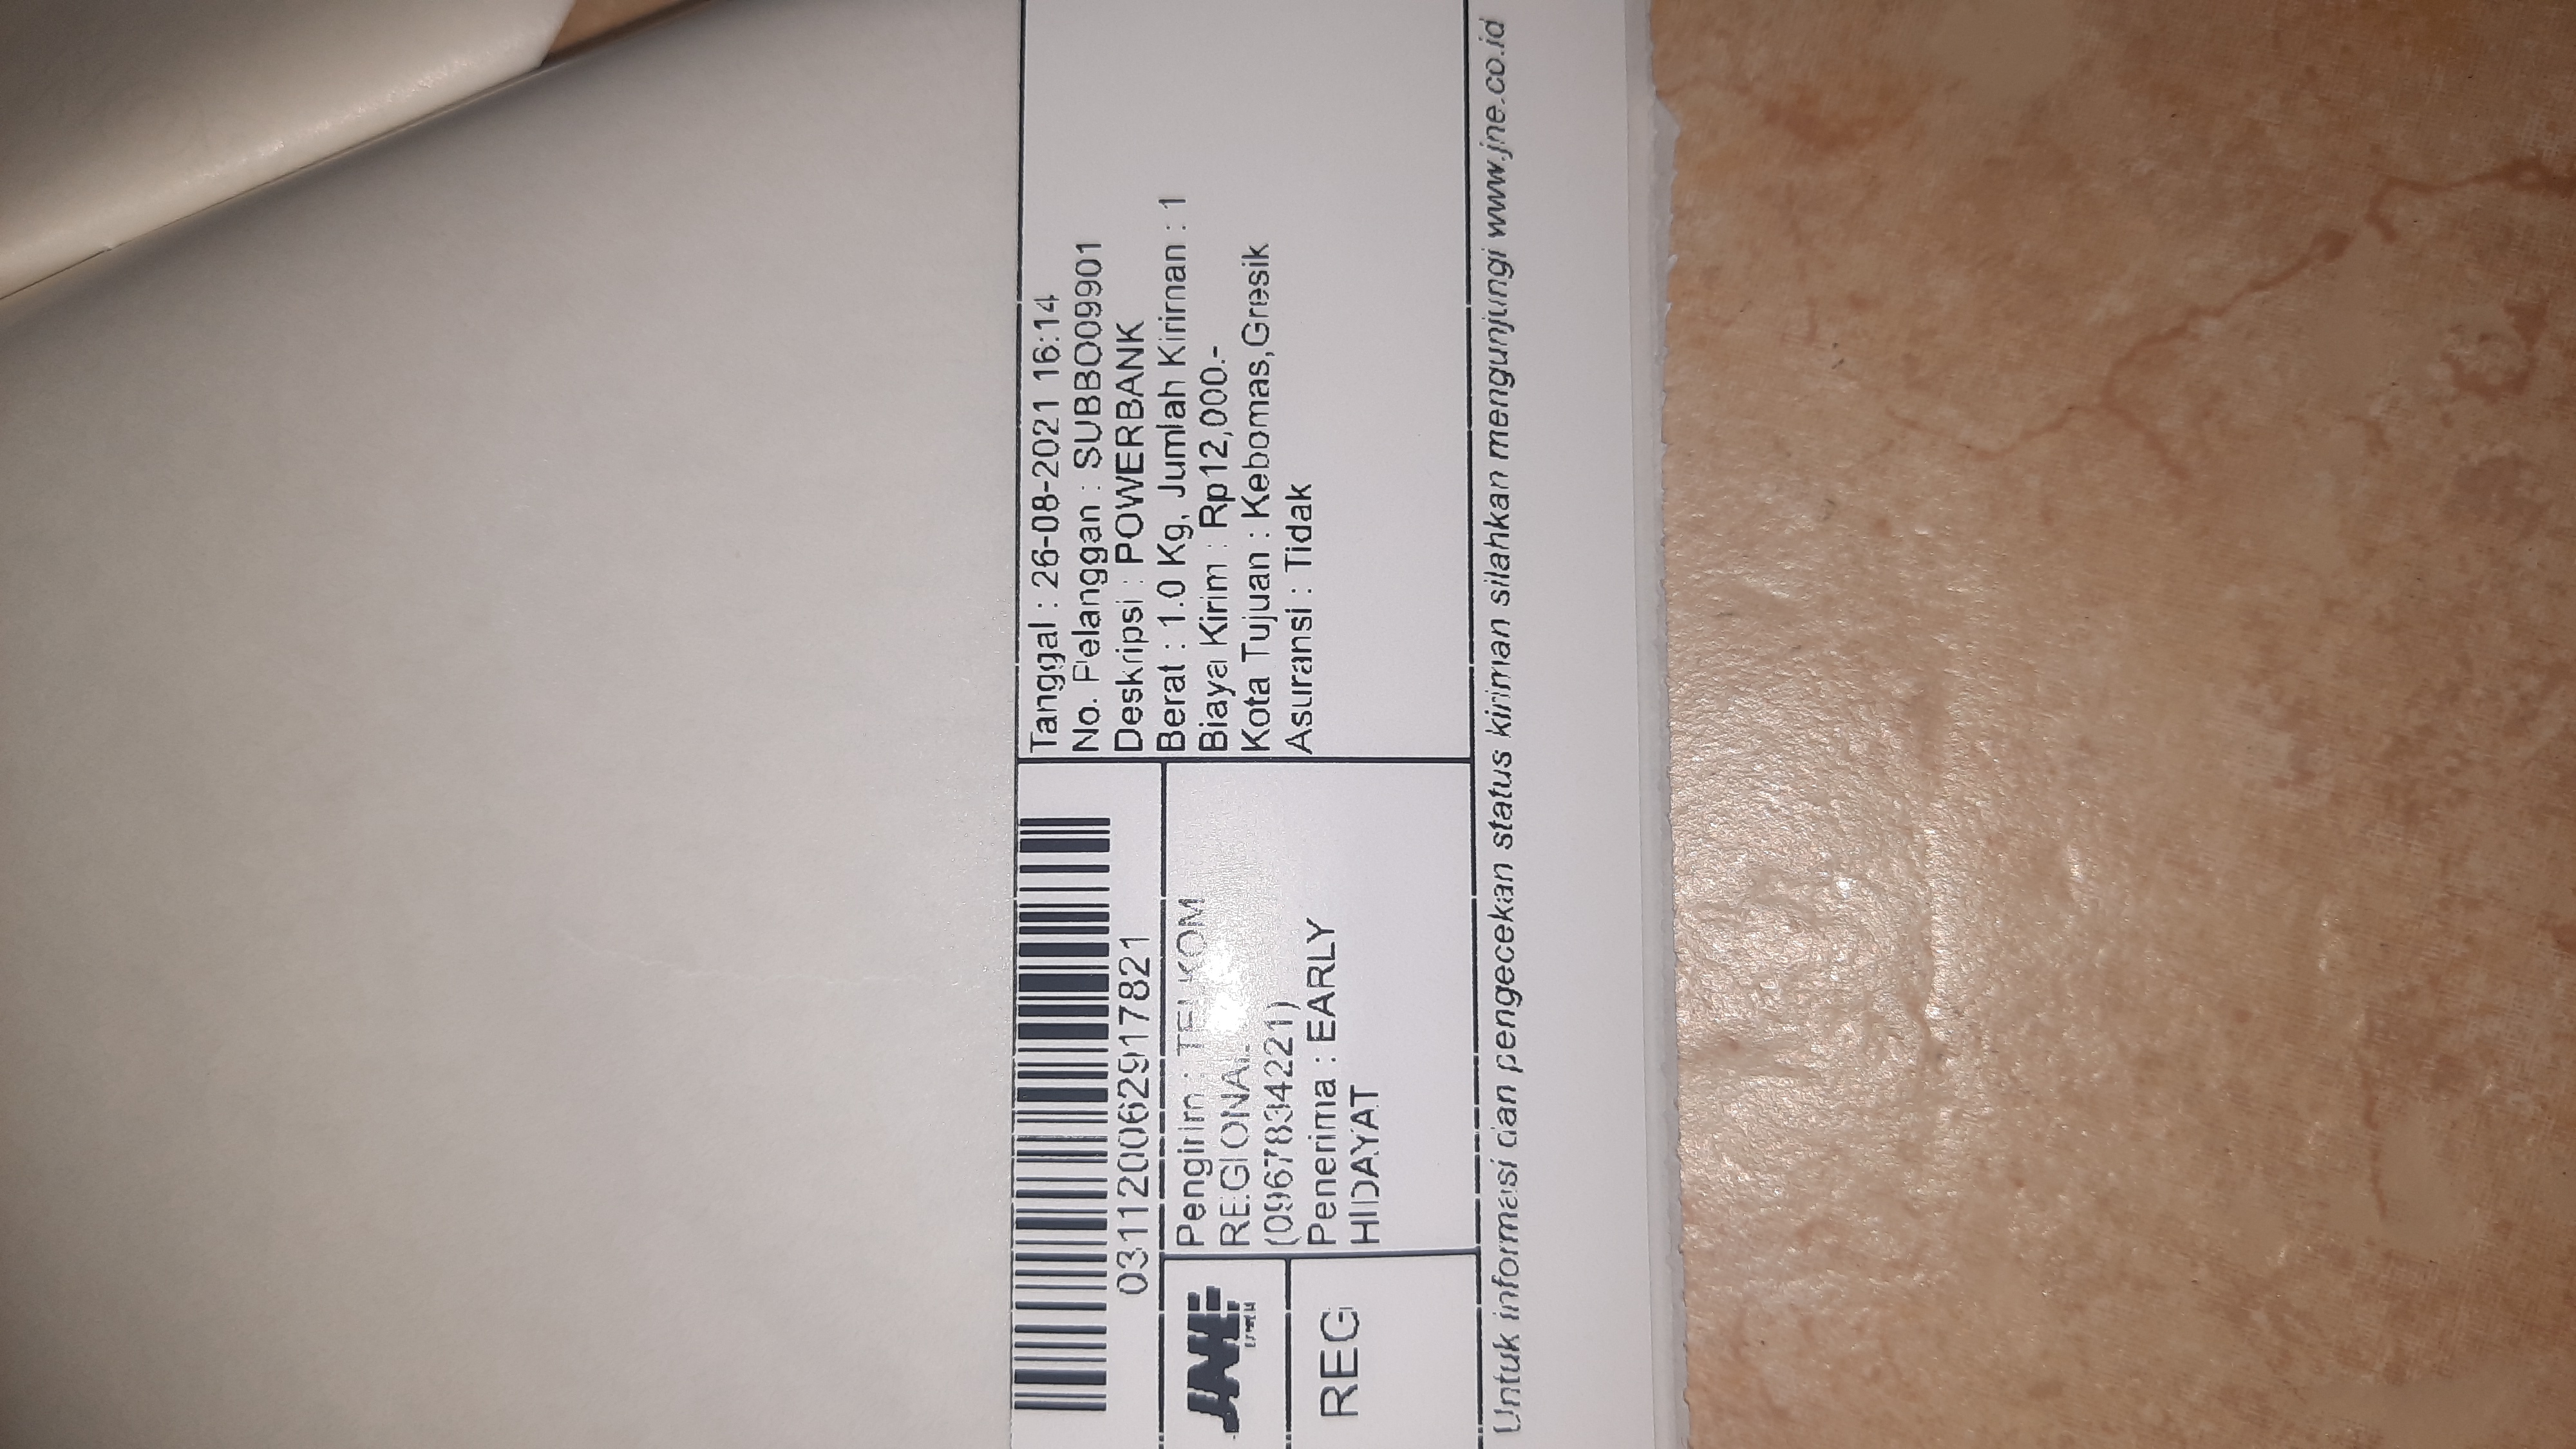 031120062917821
JNE
EXPRESS
REG
Pengirim : TELKOM
REGIONAL
(0967834221)
Penerima : EARLY
HIDAYAT
Tanggal : 26-08-2021 16:14
No. Pelanggan : SUBBO09901
Deskripsi : POWERBANK
Berat : 1.0 Kg, Jumlah Kiriman : 1
Biaya Kirim : Rp12,000.-
Kota Tujuan : Kebomas,Gresik
Asuransi : Tidak
Untuk informasi dan pengecekan status kiriman silahkan mengunjungi www.jne.co.id